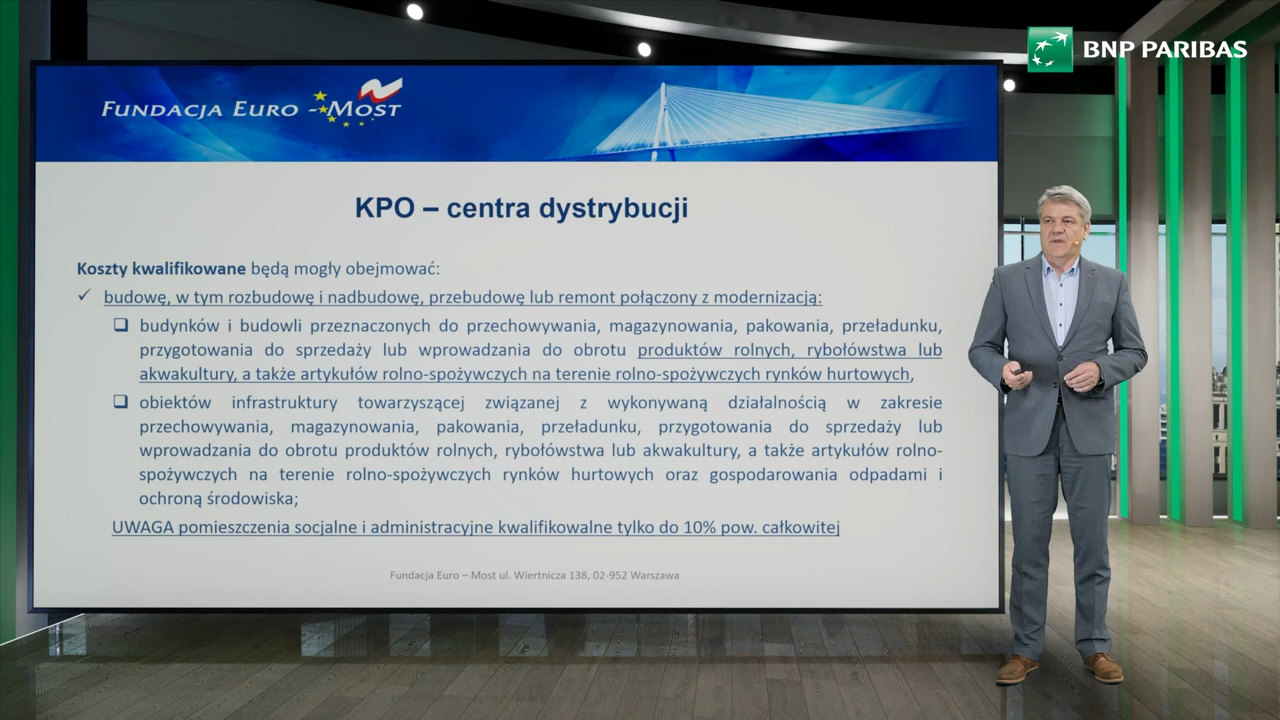 BNP PARIBAS
FUNDACJA EURO - MOST
KPO – centra dystrybucji
Koszty kwalifikowane będą mogły obejmować:
✓ budowę, w tym rozbudowę i nadbudowę, przebudowę lub remont połączony z modernizacją:
❑ budynków i budowli przeznaczonych do przechowywania, magazynowania, pakowania, przeładunku,
przygotowania do sprzedaży lub wprowadzania do obrotu produktów rolnych, rybołówstwa lub
akwakultury, a także artykułów rolno-spożywczych na terenie rolno-spożywczych rynków hurtowych,
❑ obiektów infrastruktury towarzyszącej związanej z wykonywaną działalnością w zakresie
przechowywania, magazynowania, pakowania, przeładunku, przygotowania do sprzedaży lub
wprowadzania do obrotu produktów rolnych, rybołówstwa lub akwakultury, a także artykułów rolno-
spożywczych na terenie rolno-spożywczych rynków hurtowych oraz gospodarowania odpadami i
ochroną środowiska;
UWAGA pomieszczenia socjalne i administracyjne kwalifikowalne tylko do 10% pow. całkowitej
Fundacja Euro – Most ul. Wiertnicza 138, 02-952 Warszawa